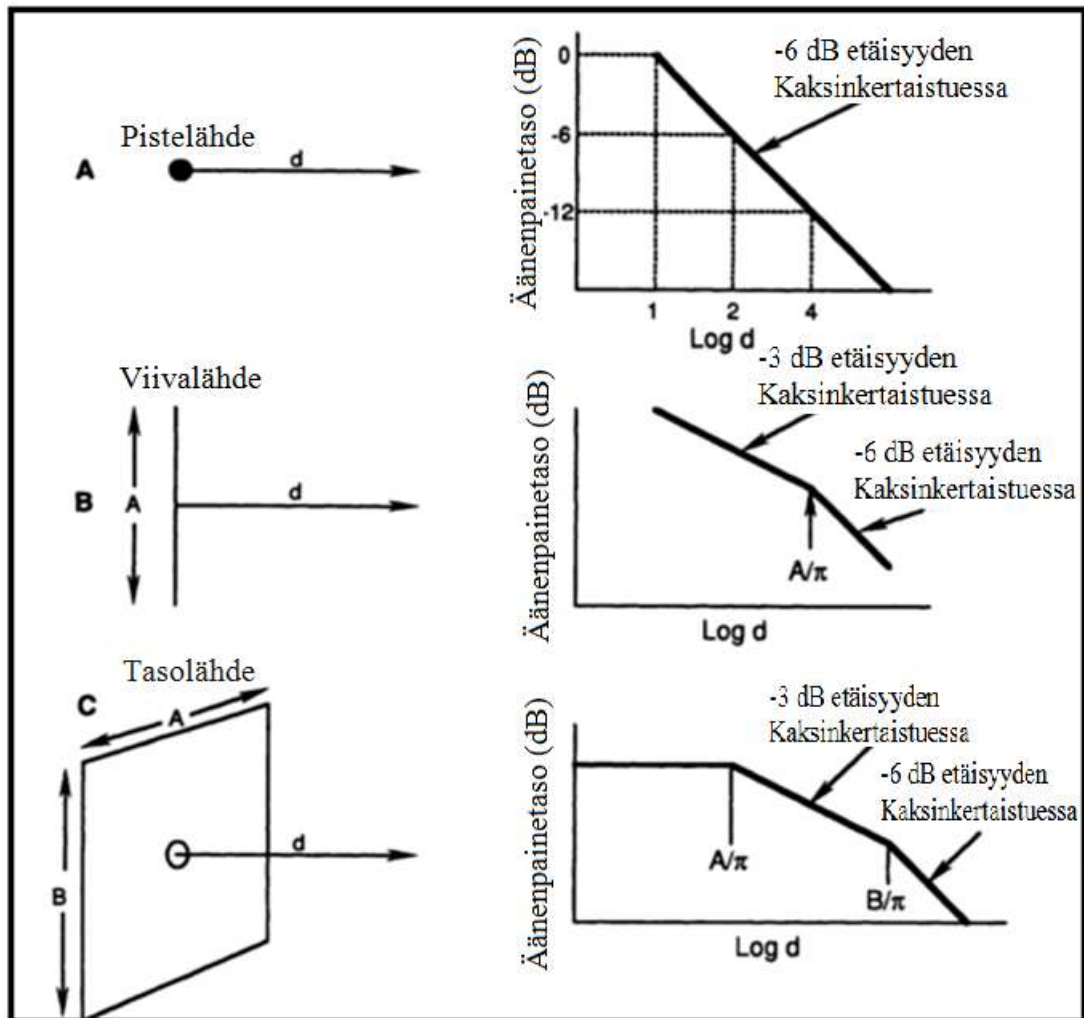 A
Pistelähde
d
Äänenpainetaso (dB)
0
-6
-12
1
2
4
Log d
-6 dB etäisyyden
Kaksinkertaistuessa
B
Viivalähde
A
d
Äänenpainetaso (dB)
-3 dB etäisyyden
Kaksinkertaistuessa
-6 dB etäisyyden
Kaksinkertaistuessa
A/π
Log d
C
Tasolähde
A
B
d
Äänenpainetaso (dB)
-3 dB etäisyyden
Kaksinkertaistuessa
-6 dB etäisyyden
Kaksinkertaistuessa
A/π
B/π
Log d